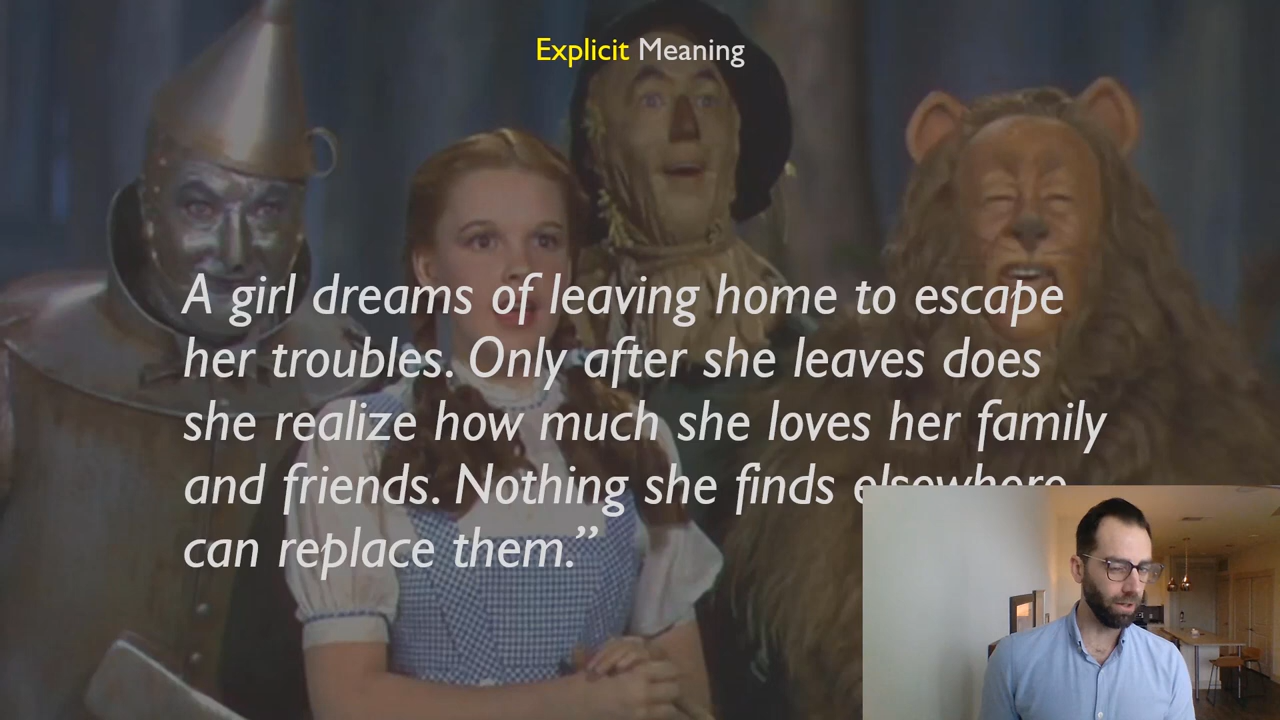 Explicit Meaning
A girl dreams of leaving home to escape
her troubles. Only after she leaves does
she realize how much she loves her family
and friends. Nothing she finds elsewhere
can replace them.”